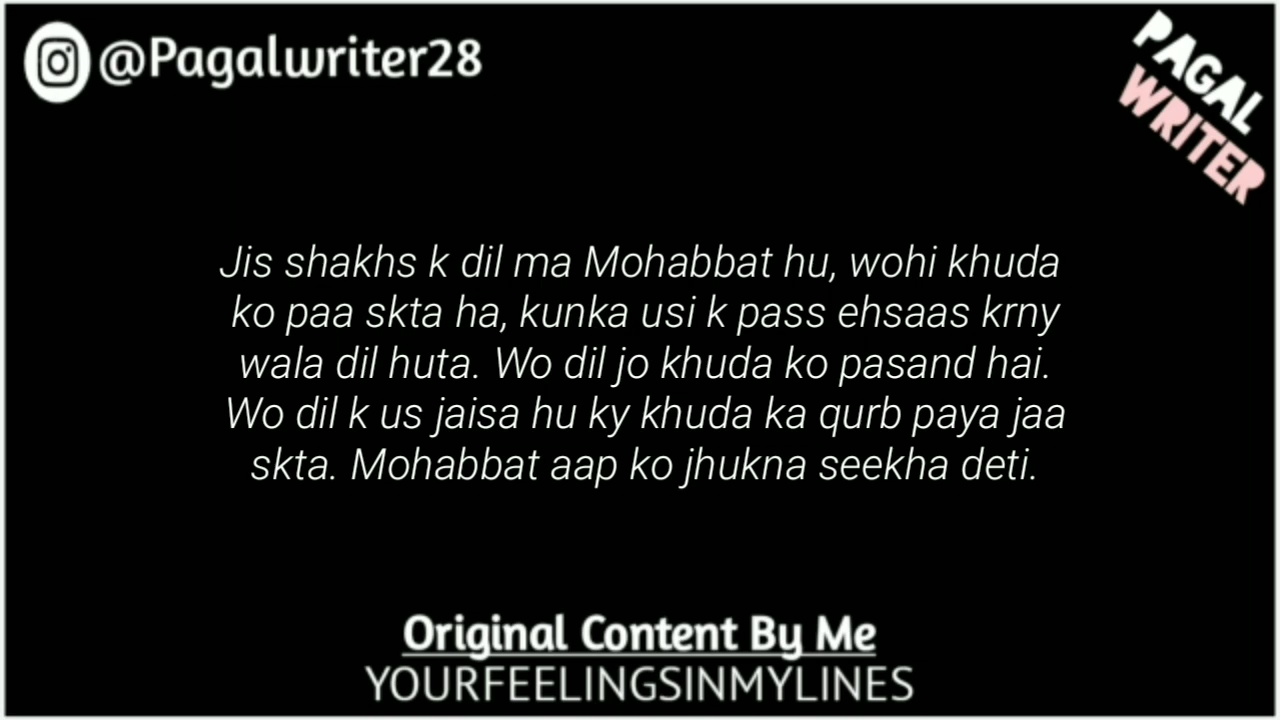 @Pagalwriter28
PAGAL
WRITER
Jis shakhs k dil ma Mohabbat hu, wohi khuda
ko paa skta ha, kunka usi k pass ehsaas krny
wala dil huta. Wo dil jo khuda ko pasand hai.
Wo dil k us jaisa hu ky khuda ka qurb paya jaa
skta. Mohabbat aap ko jhukna seekha deti.
Original Content By Me
YOURFEELINGSINMYLINES